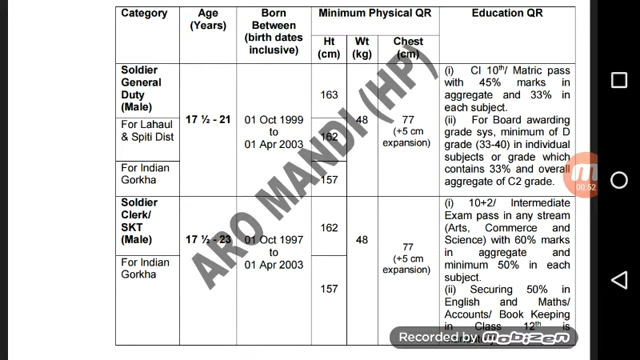 Category
Age
(Years)
Born
Between
(birth dates
inclusive)
Minimum Physical QR
Education QR
Ht
(cm)
Wt
(kg)
Chest
(cm)
Soldier
General
Duty
(Male)
17 ½ - 21
01 Oct 1999
to
01 Apr 2003
163
48
77
(+5 cm
expansion)
(i) Cl 10th/ Matric pass
with 45% marks in
aggregate and 33% in
each subject.
(ii) For Board awarding
grade sys, minimum of D
grade (33-40) in individual
subjects or grade which
contains 33% and overall
aggregate of C2 grade.
For Lahaul
& Spiti Dist
162
For Indian
Gorkha
157
Soldier
Clerk/
SKT
(Male)
17 ½ - 23
01 Oct 1997
to
01 Apr 2003
162
48
77
(+5 cm
expansion)
(i) 10+2/ Intermediate
Exam pass in any stream
(Arts, Commerce and
Science) with 60% marks
in aggregate and
minimum 50% in each
subject.
(ii) Securing 50% in
English and Maths/
Accounts/ Book Keeping
in Class 12th is
For Indian
Gorkha
157
ARO MANDI (HP)
00:52
Recorded by
MOBIZEN